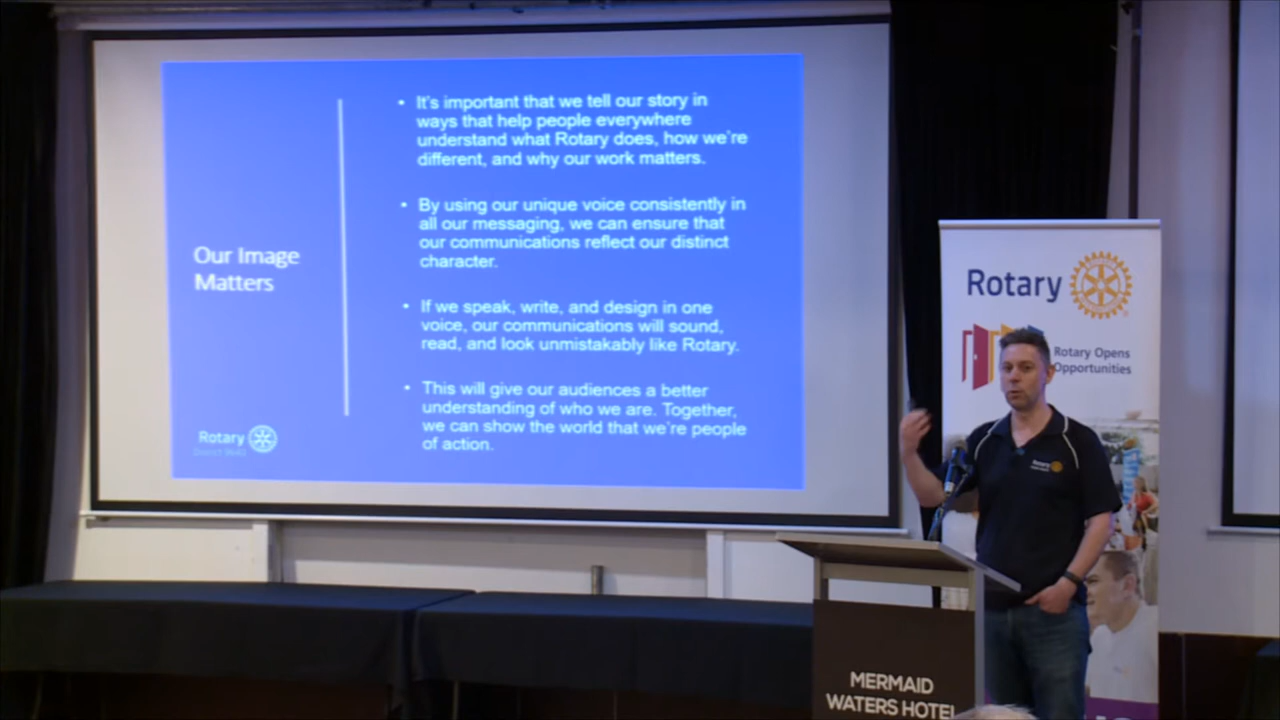 Our Image
Matters
• It's important that we tell our story in
ways that help people everywhere
understand what Rotary does, how we're
different, and why our work matters.
• By using our unique voice consistently in
all our messaging, we can ensure that
our communications reflect our distinct
character.
• If we speak, write, and design in one
voice, our communications will sound,
read, and look unmistakably like Rotary.
• This will give our audiences a better
understanding of who we are. Together,
we can show the world that we're people
of action.
Rotary
District
Rotary
Rotary Opens
Opportunities
Rotary
MERMAID
WATERS HOTEL